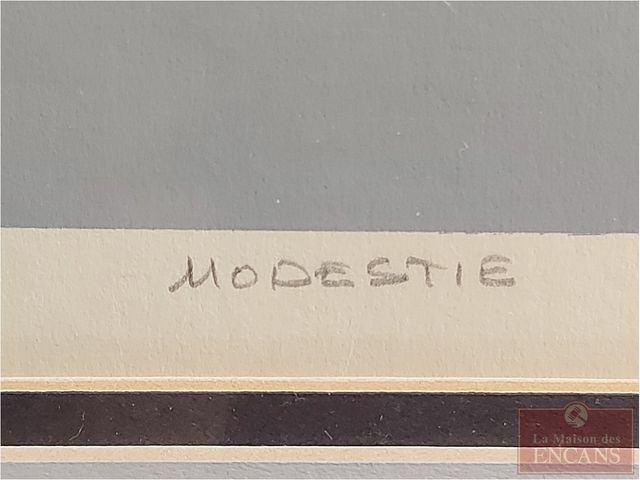 MODESTIE
La Maison des
ENCANS